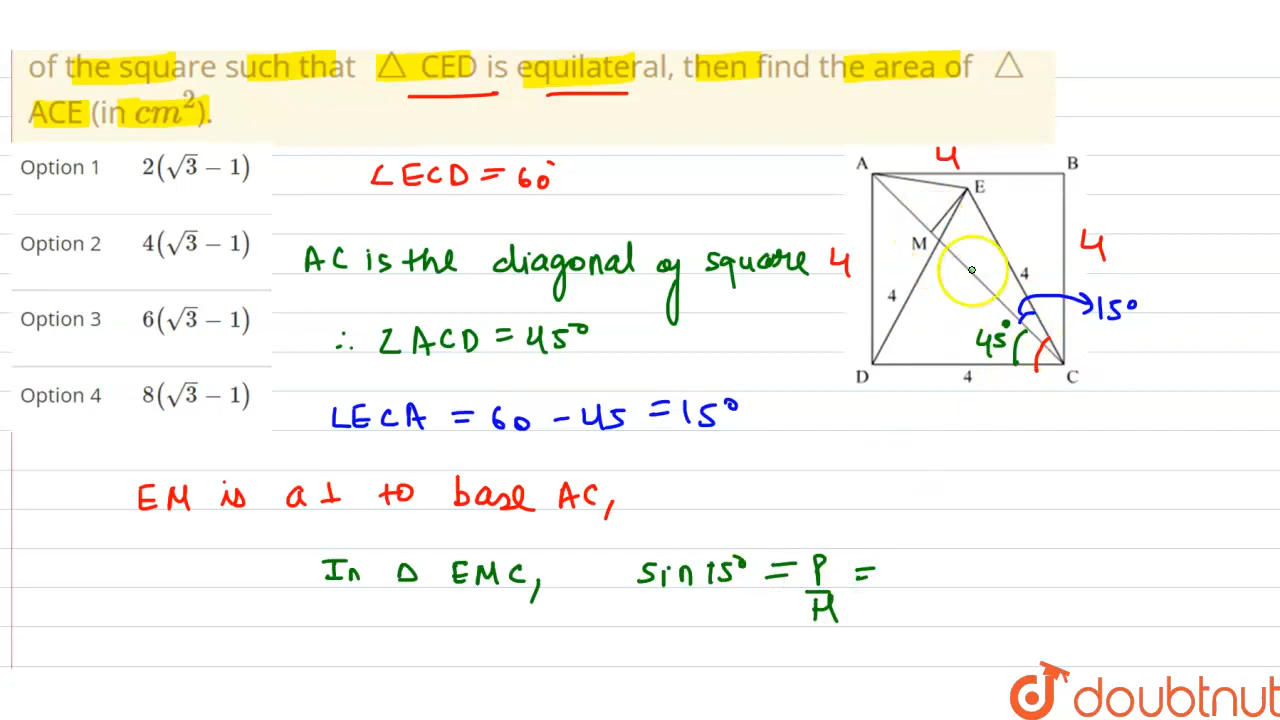 of the square such that △ CED is equilateral, then find the area of △
ACE (in cm²).
Option 1 2(√3 − 1)
Option 2 4(√3 − 1)
Option 3 6(√3 − 1)
Option 4 8(√3 − 1)
∠ECD = 60°
AC is the diagonal of square
∴ ∠ACD = 45°
∠ECA = 60 - 45 = 15°
EM is a ⊥ to base AC,
In △ EMC, sin 15° = P/H =
4
A B
E
M
4 4
4 4
15°
45°
D 4 C
doubtnut